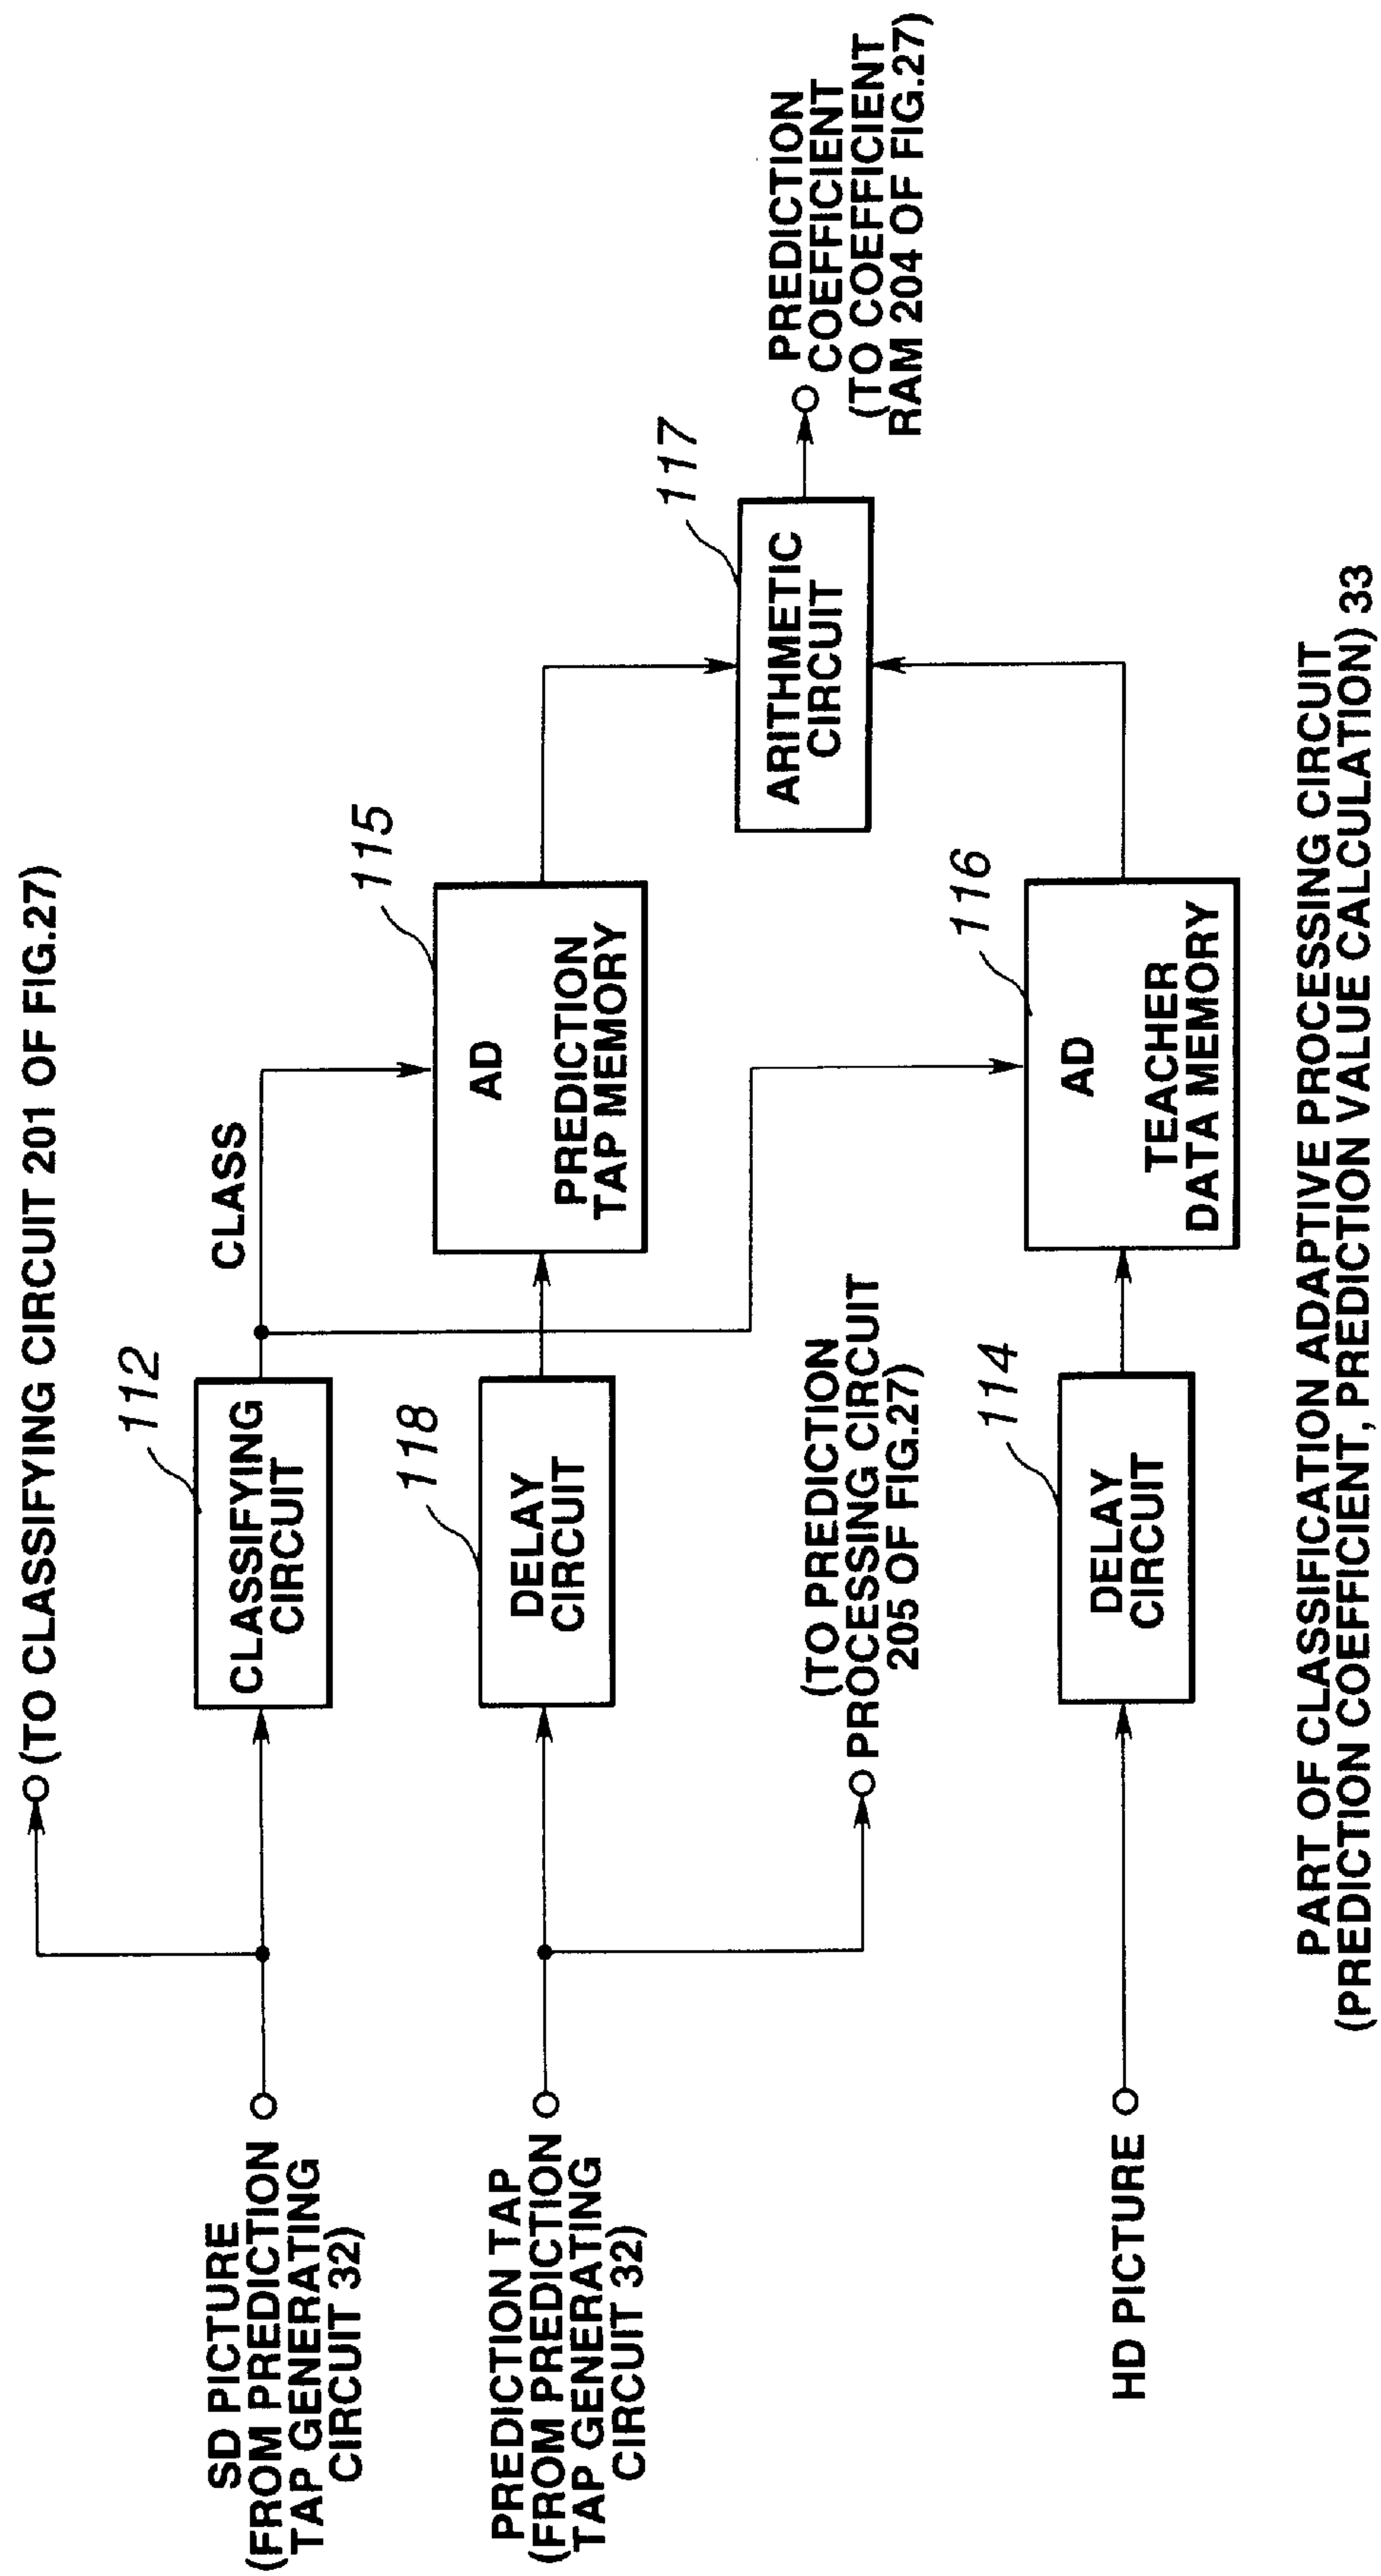 (TO CLASSIFYING CIRCUIT 201 OF FIG.27)
SD PICTURE
(FROM PREDICTION
TAP GENERATING
CIRCUIT 32)
112
CLASSIFYING
CIRCUIT
CLASS
PREDICTION TAP
(FROM PREDICTION
TAP GENERATING
CIRCUIT 32)
118
DELAY
CIRCUIT
115
AD
PREDICTION
TAP MEMORY
(TO PREDICTION
PROCESSING CIRCUIT
205 OF FIG.27)
117
ARITHMETIC
CIRCUIT
PREDICTION
COEFFICIENT
(TO COEFFICIENT
RAM 204 OF FIG.27)
HD PICTURE
114
DELAY
CIRCUIT
116
AD
TEACHER
DATA MEMORY
PART OF CLASSIFICATION ADAPTIVE PROCESSING CIRCUIT
(PREDICTION COEFFICIENT, PREDICTION VALUE CALCULATION) 33